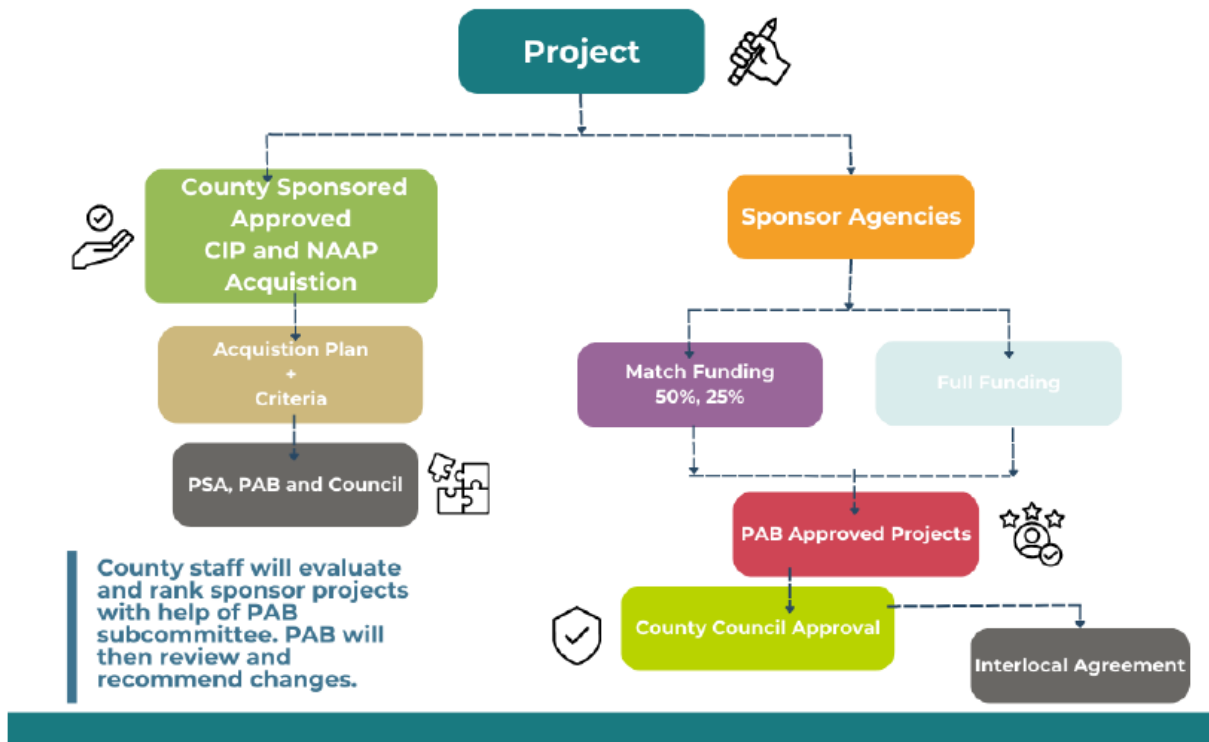 Project
County Sponsored
Approved
CIP and NAAP
Acquistion
Sponsor Agencies
Acquistion Plan
+
Criteria
Match Funding
50%, 25%
Full Funding
PSA, PAB and Council
PAB Approved Projects
County staff will evaluate
and rank sponsor projects
with help of PAB
subcommittee. PAB will
then review and
recommend changes.
County Council Approval
Interlocal Agreement